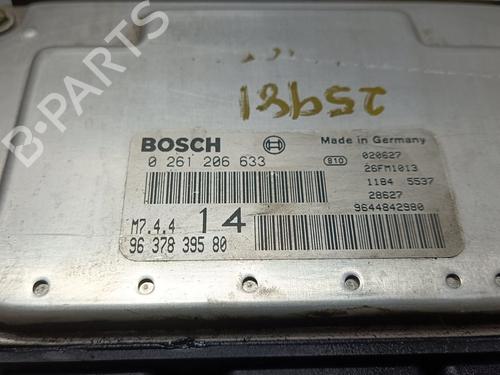 B-PARTS
25981
BOSCH
Made in Germany
0 261 206 633
810
020627
26FM1013
1184 5537
28627
9644842980
M7.4.4 14
96 378 395 80